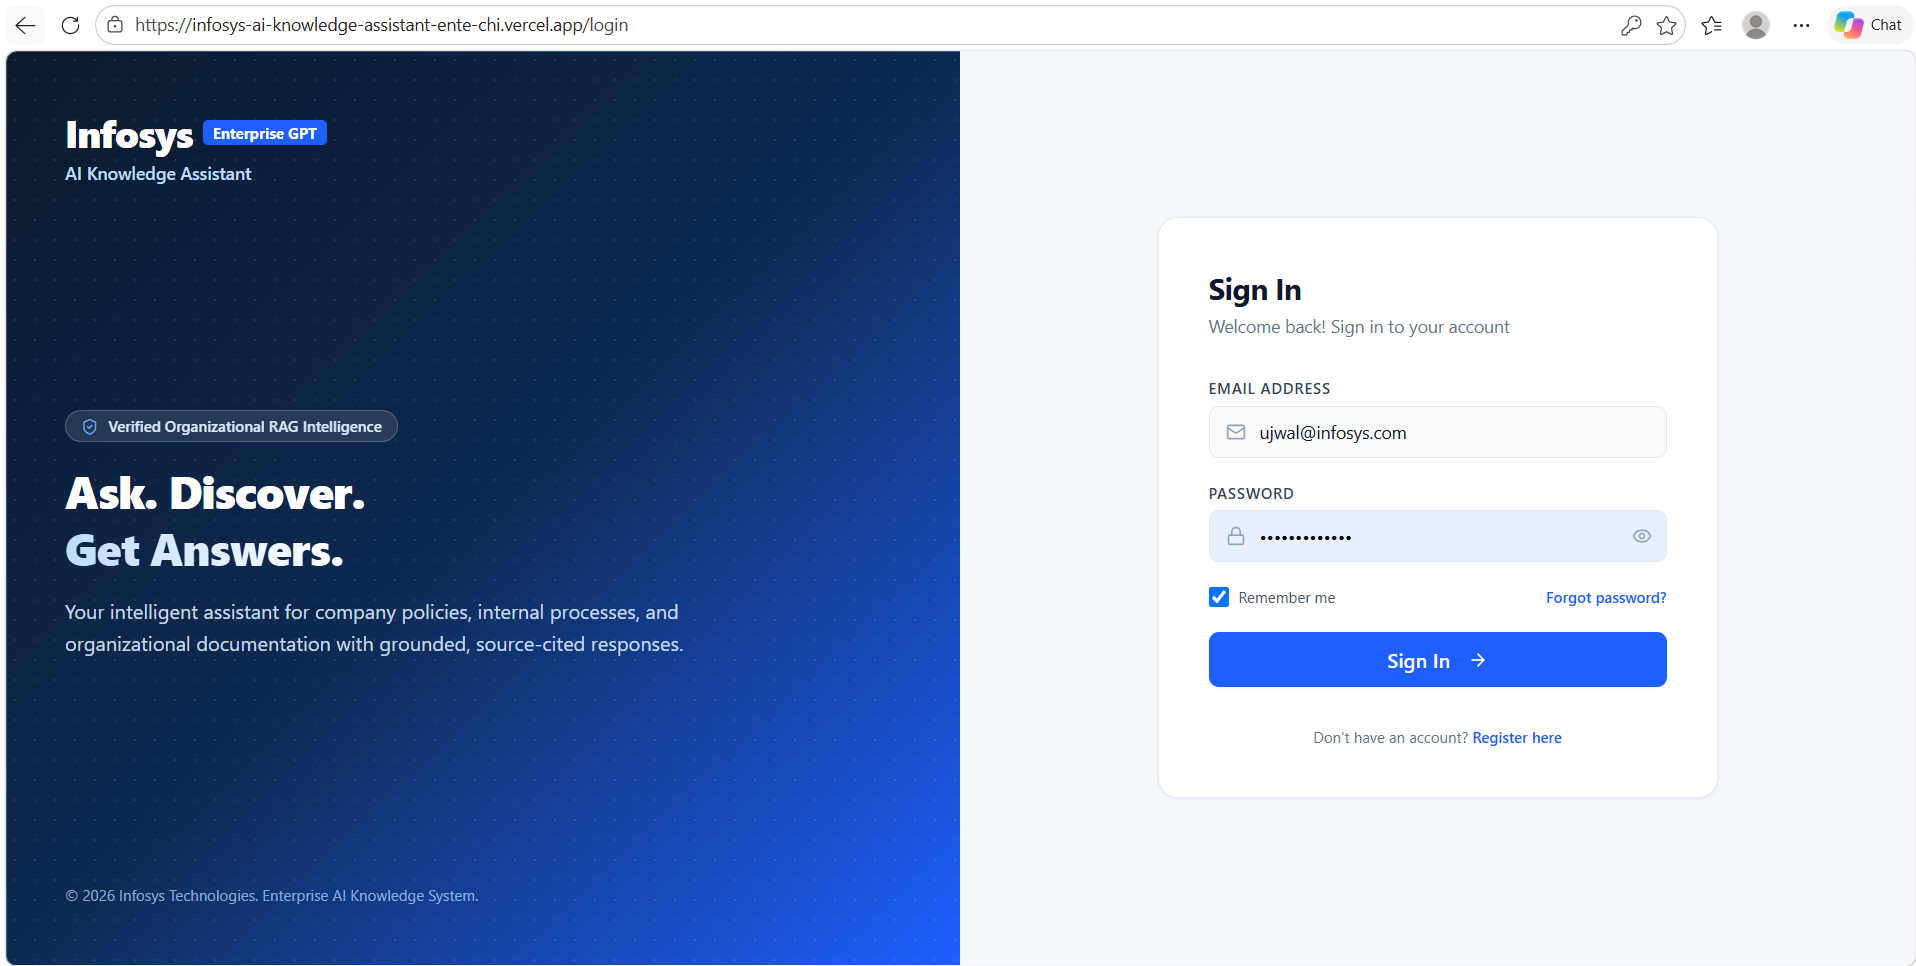 https://infosys-ai-knowledge-assistant-ente-chi.vercel.app/login
Chat
Infosys Enterprise GPT
AI Knowledge Assistant
Verified Organizational RAG Intelligence
Ask. Discover.
Get Answers.
Your intelligent assistant for company policies, internal processes, and
organizational documentation with grounded, source-cited responses.
© 2026 Infosys Technologies. Enterprise AI Knowledge System.
Sign In
Welcome back! Sign in to your account
EMAIL ADDRESS
ujwal@infosys.com
PASSWORD
•••••••••••••
Remember me
Forgot password?
Sign In →
Don't have an account? Register here